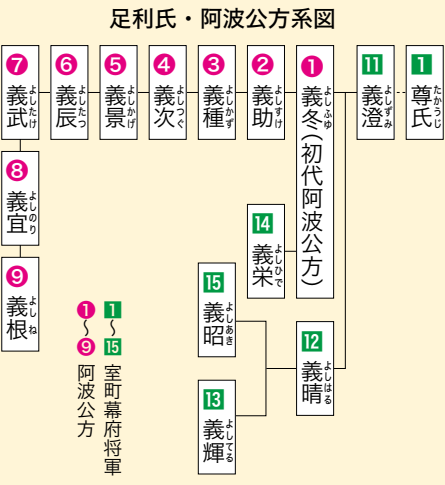 足利氏・阿波公方系図
1 尊氏 たかうじ
11 義澄 よしずみ
❶ 義冬(初代阿波公方) よしふゆ
❷ 義助 よしすけ
❸ 義種 よしかず
❹ 義次 よしつぐ
❺ 義景 よしかげ
❻ 義辰 よしたつ
❼ 義武 よしたけ
❽ 義宜 よしのり
❾ 義根 よしね
14 義栄 よしひで
12 義晴 よしはる
15 義昭 よしあき
13 義輝 よしてる
1〜15 室町幕府将軍
❶〜❾ 阿波公方